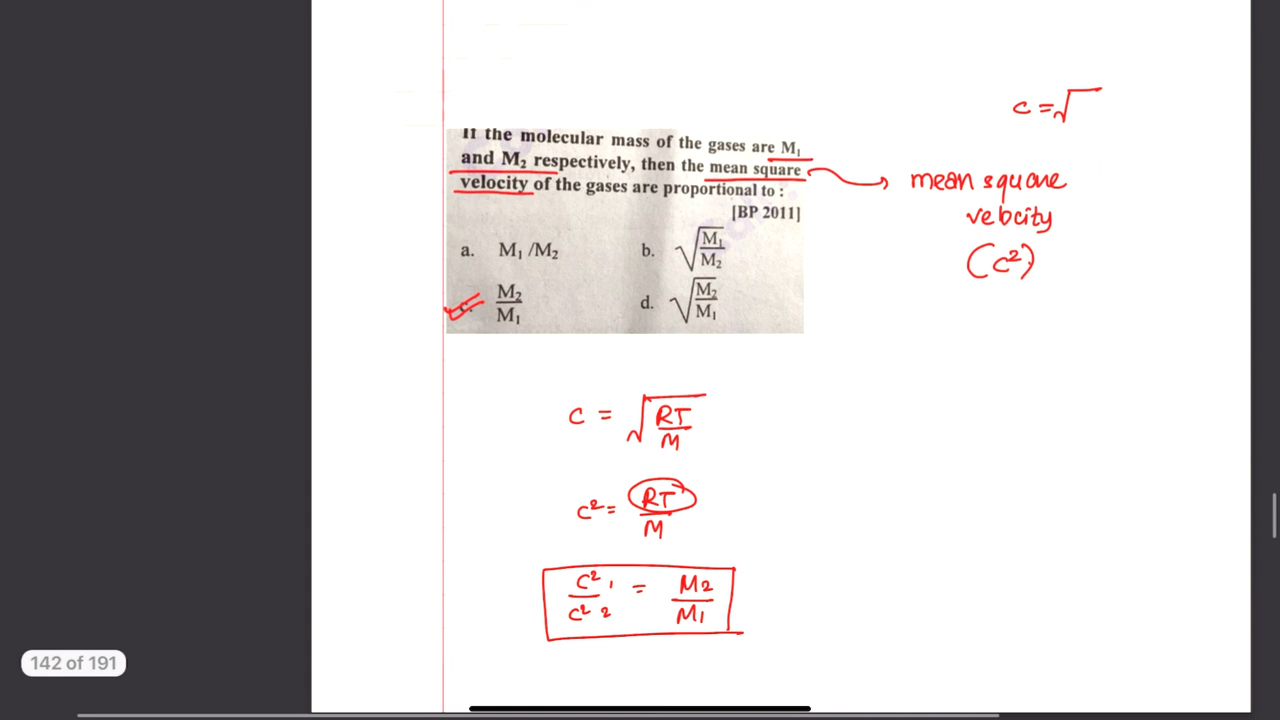 c = √
If the molecular mass of the gases are M₁
and M₂ respectively, then the mean square
velocity of the gases are proportional to :
[BP 2011]
mean square
velocity
(c²)
a. M₁ /M₂
b. √(M₁/M₂)
c. M₂/M₁
d. √(M₂/M₁)
c = √(RT/M)
c² = RT/M
c²₁/c²₂ = M₂/M₁
142 of 191